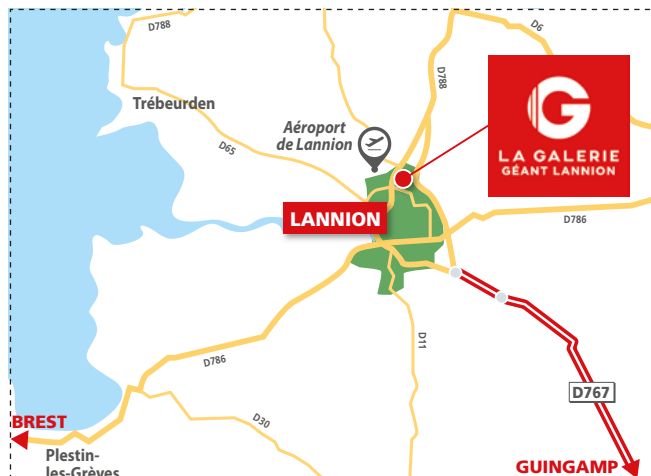 D788
D6
D788
Trébeurden
Aéroport
de Lannion
D65
LA GALERIE
GÉANT LANNION
LANNION
D786
D11
D786
D767
BREST
D30
Plestin-
les-Grèves
GUINGAMP